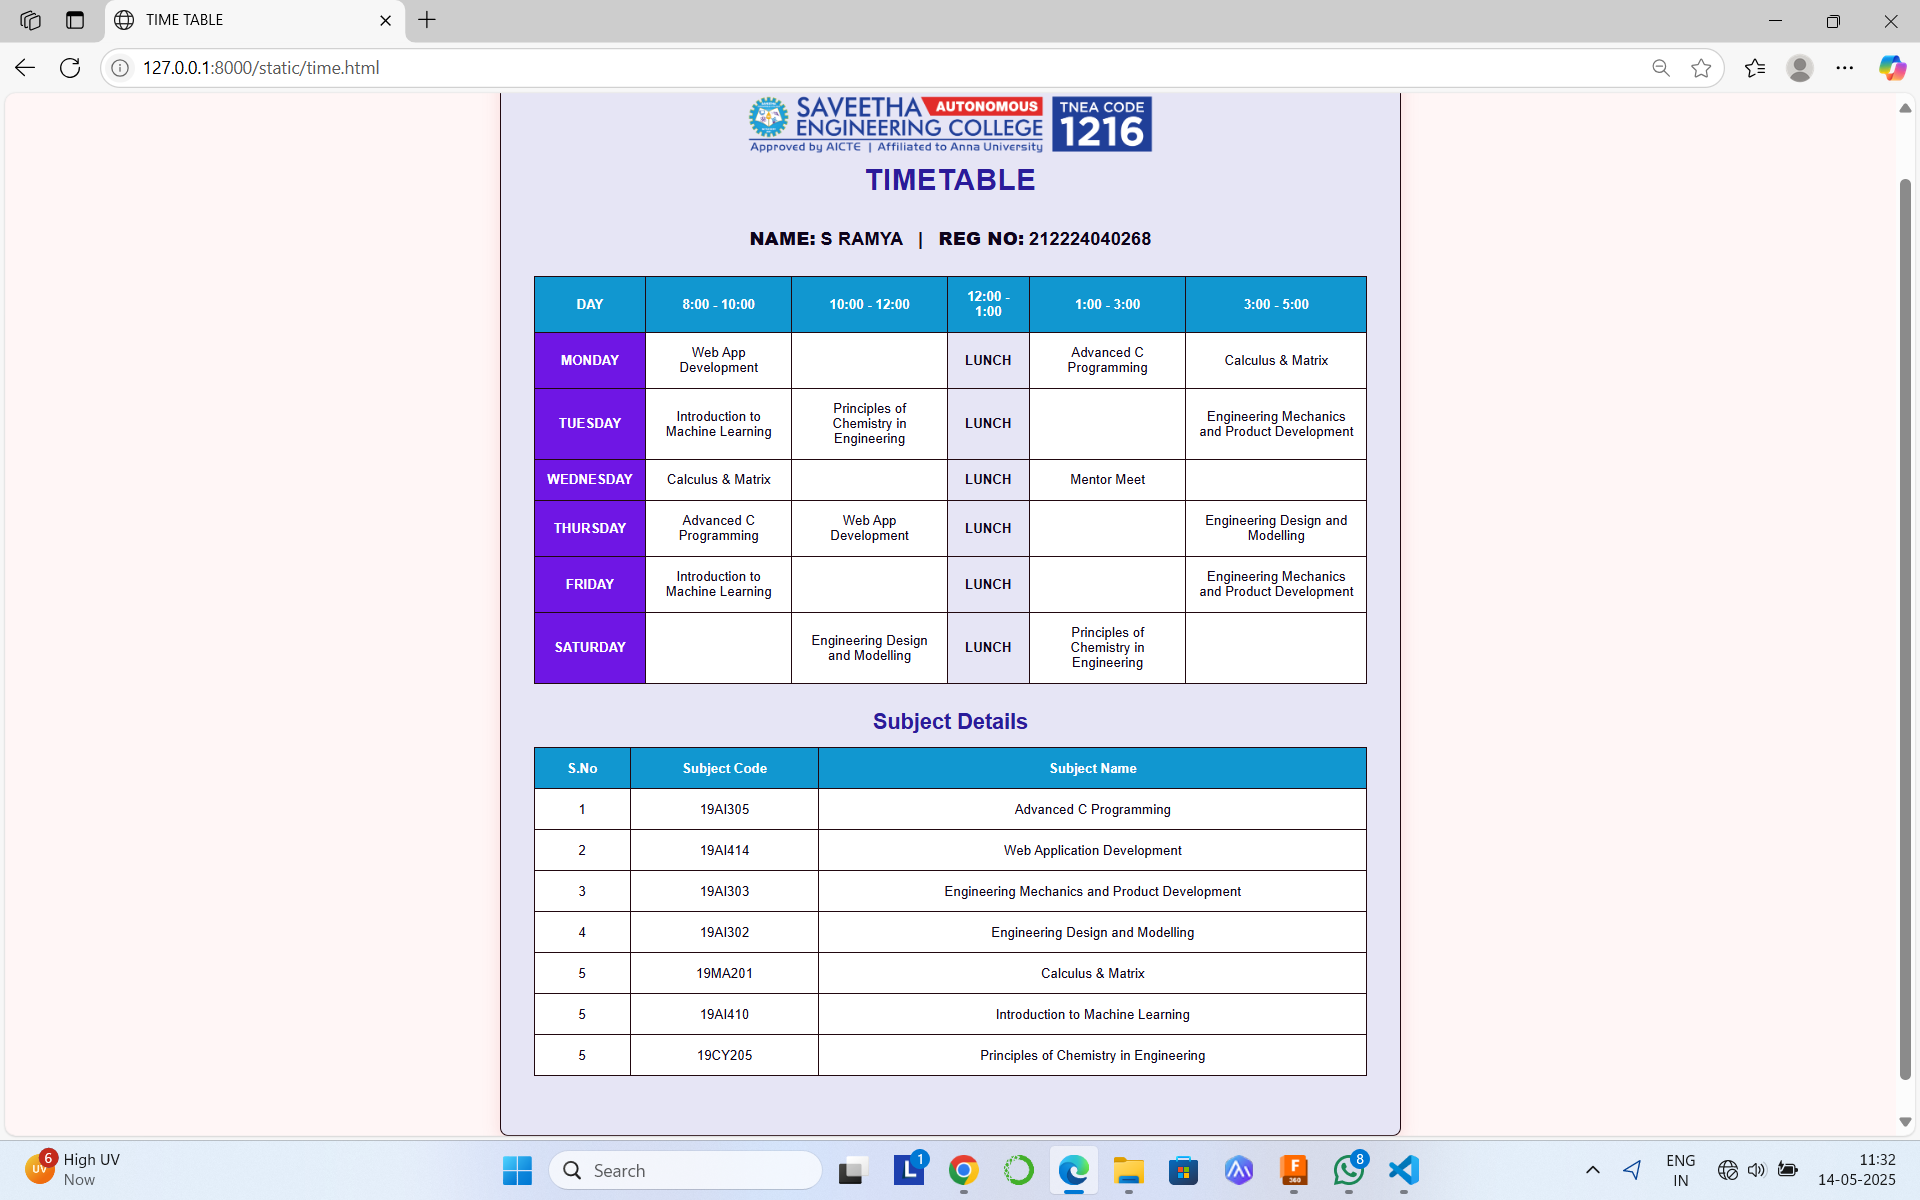 TIME TABLE
127.0.0.1:8000/static/time.html
SAVEETHA AUTONOMOUS
ENGINEERING COLLEGE
Approved by AICTE | Affiliated to Anna University
TNEA CODE
1216
TIMETABLE
NAME: S RAMYA | REG NO: 212224040268
DAY 8:00 - 10:00 10:00 - 12:00 12:00 - 1:00 1:00 - 3:00 3:00 - 5:00
MONDAY Web App Development LUNCH Advanced C Programming Calculus & Matrix
TUESDAY Introduction to Machine Learning Principles of Chemistry in Engineering LUNCH Engineering Mechanics and Product Development
WEDNESDAY Calculus & Matrix LUNCH Mentor Meet
THURSDAY Advanced C Programming Web App Development LUNCH Engineering Design and Modelling
FRIDAY Introduction to Machine Learning LUNCH Engineering Mechanics and Product Development
SATURDAY Engineering Design and Modelling LUNCH Principles of Chemistry in Engineering
Subject Details
S.No Subject Code Subject Name
1 19AI305 Advanced C Programming
2 19AI414 Web Application Development
3 19AI303 Engineering Mechanics and Product Development
4 19AI302 Engineering Design and Modelling
5 19MA201 Calculus & Matrix
5 19AI410 Introduction to Machine Learning
5 19CY205 Principles of Chemistry in Engineering
UV 6 High UV
Now
Search
L 1
F
360
8
ENG
IN
11:32
14-05-2025